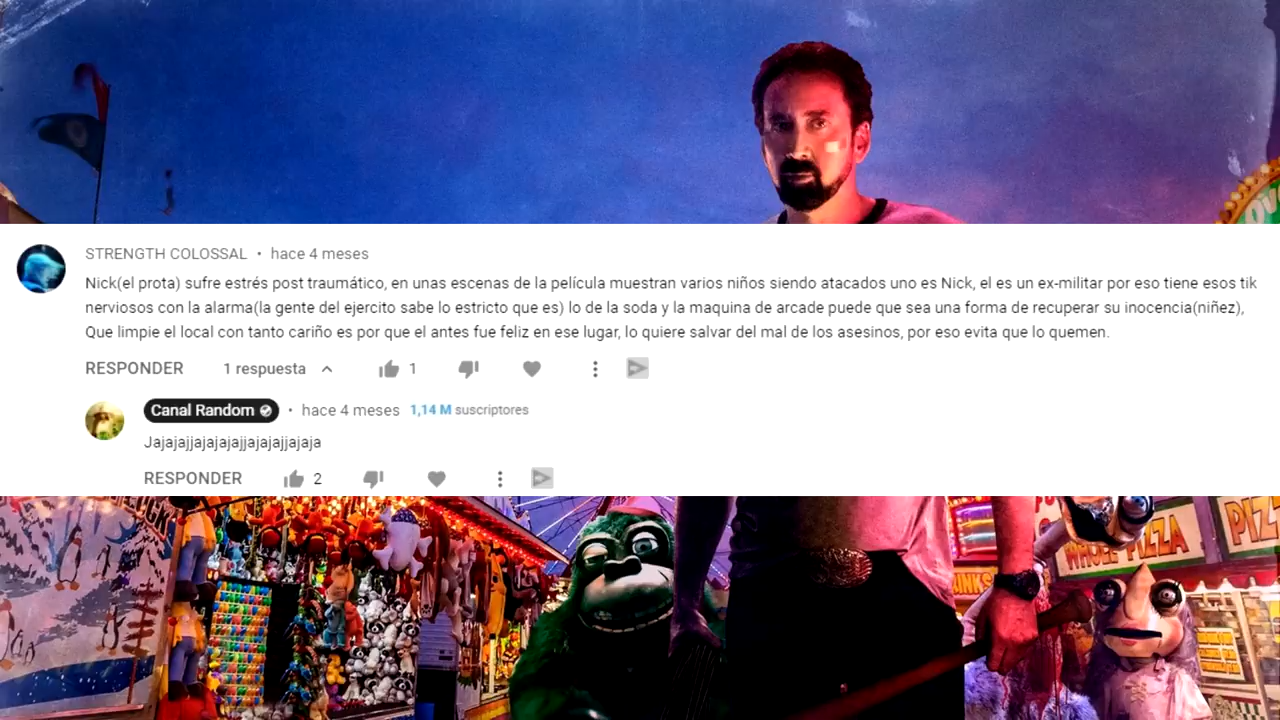 STRENGTH COLOSSAL • hace 4 meses
Nick(el prota) sufre estrés post traumático, en unas escenas de la película muestran varios niños siendo atacados uno es Nick, el es un ex-militar por eso tiene esos tik
nerviosos con la alarma(la gente del ejercito sabe lo estricto que es) lo de la soda y la maquina de arcade puede que sea una forma de recuperar su inocencia(niñez),
Que limpie el local con tanto cariño es por que el antes fue feliz en ese lugar, lo quiere salvar del mal de los asesinos, por eso evita que lo quemen.
RESPONDER 1 respuesta 1
Canal Random • hace 4 meses 1,14 M suscriptores
Jajajajjajajajajjajajajjajaja
RESPONDER 2
PIZZA